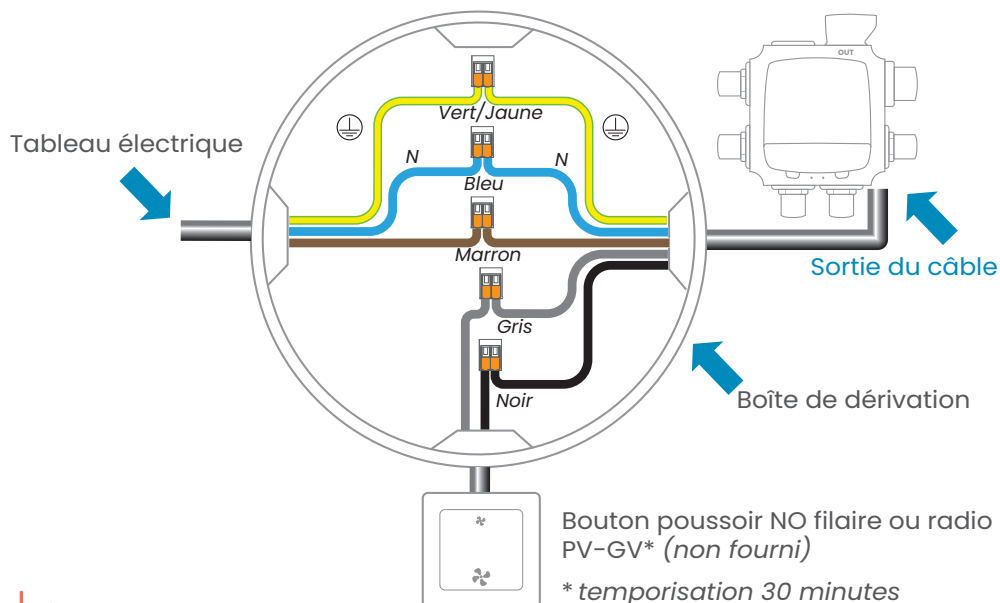 OUT
Vert/Jaune
Tableau électrique
N
N
Bleu
Marron
Sortie du câble
Gris
Noir
Boîte de dérivation
Bouton poussoir NO filaire ou radio
PV-GV* (non fourni)
* temporisation 30 minutes